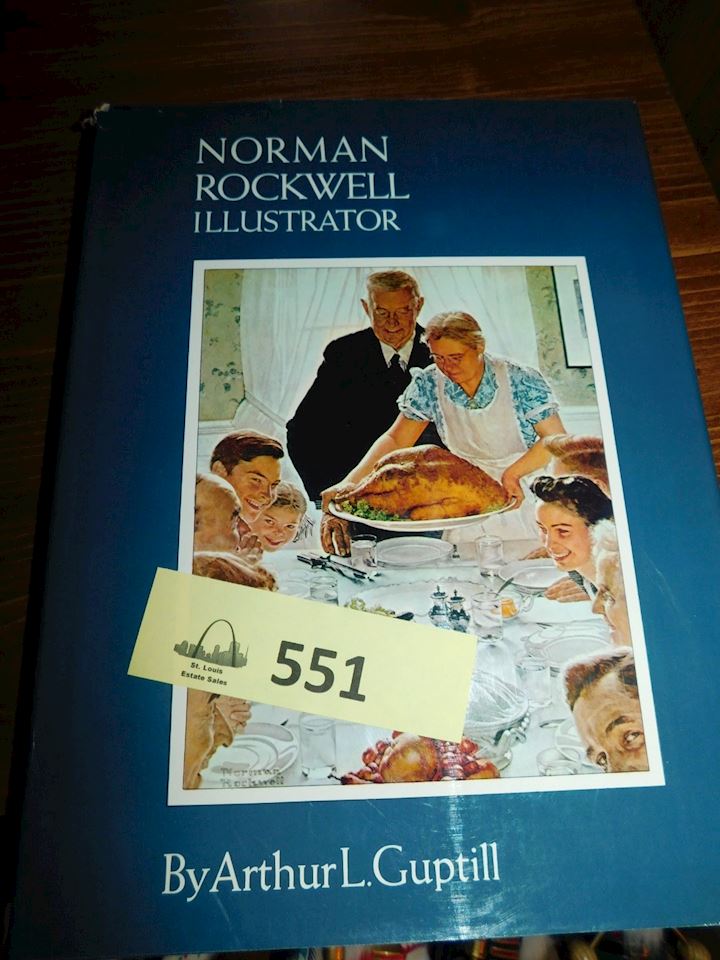 NORMAN
ROCKWELL
ILLUSTRATOR
St. Louis
Estate Sales
551
Norman
Rockwell
By Arthur L. Guptill